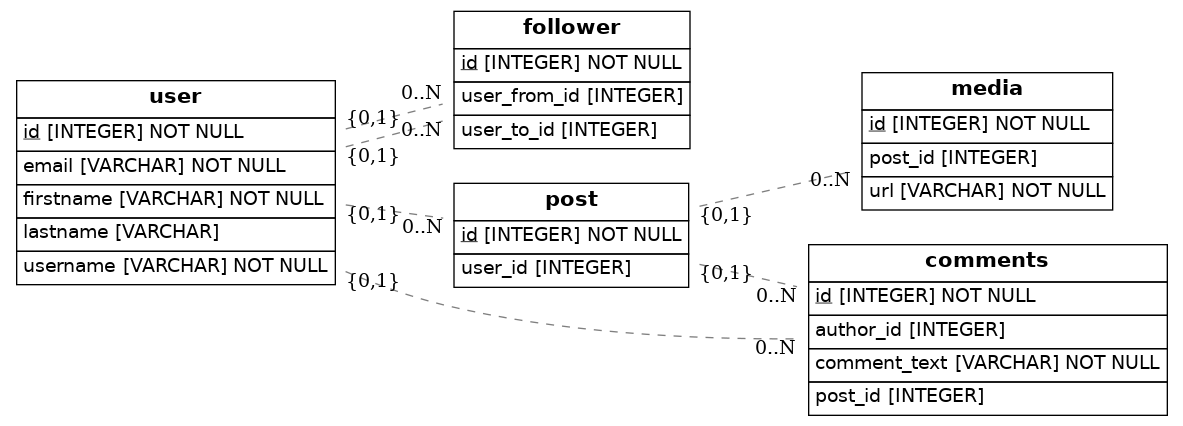 user
id [INTEGER] NOT NULL
email [VARCHAR] NOT NULL
firstname [VARCHAR] NOT NULL
lastname [VARCHAR]
username [VARCHAR] NOT NULL
{0,1}
{0,1}
{0,1}
{0,1}
0..N
0..N
0..N
follower
id [INTEGER] NOT NULL
user_from_id [INTEGER]
user_to_id [INTEGER]
post
id [INTEGER] NOT NULL
user_id [INTEGER]
{0,1}
{0,1}
0..N
0..N
0..N
media
id [INTEGER] NOT NULL
post_id [INTEGER]
url [VARCHAR] NOT NULL
comments
id [INTEGER] NOT NULL
author_id [INTEGER]
comment_text [VARCHAR] NOT NULL
post_id [INTEGER]